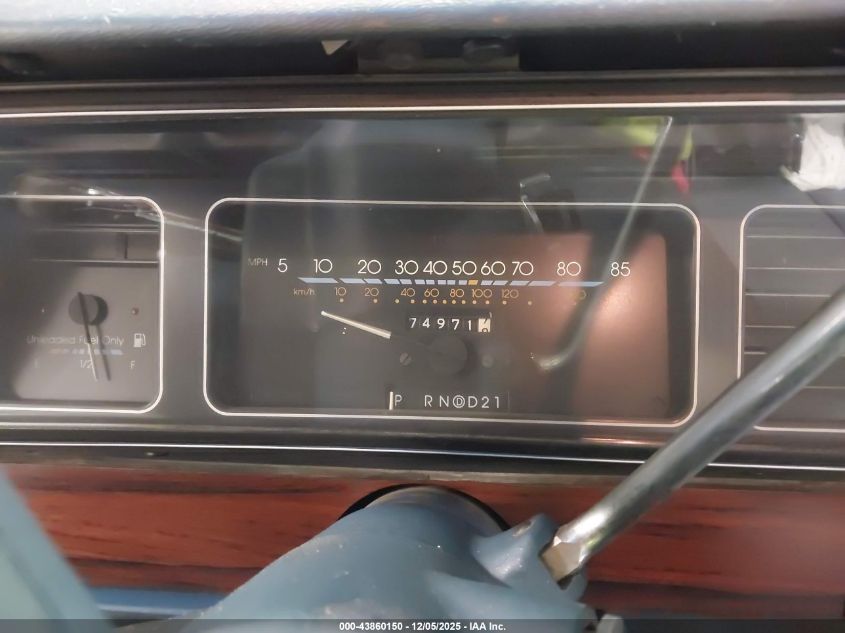 MPH 5 10 20 30 40 50 60 70 80 85
km/h 10 20 40 60 80 100 120
74971
Unleaded Fuel Only
E 1/2 F
P R N D D 2 1
000-43860150 - 12/05/2025 - IAA Inc.